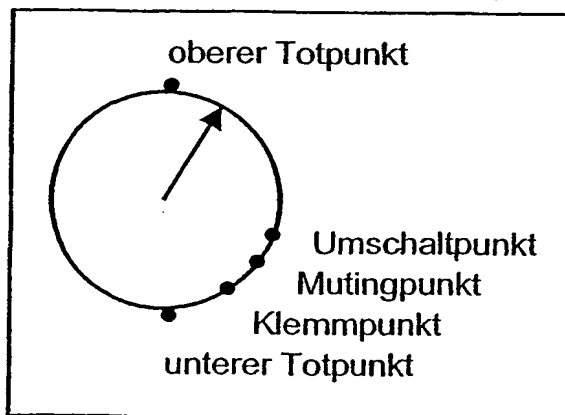 oberer Totpunkt
Umschaltpunkt
Mutingpunkt
Klemmpunkt
unterer Totpunkt